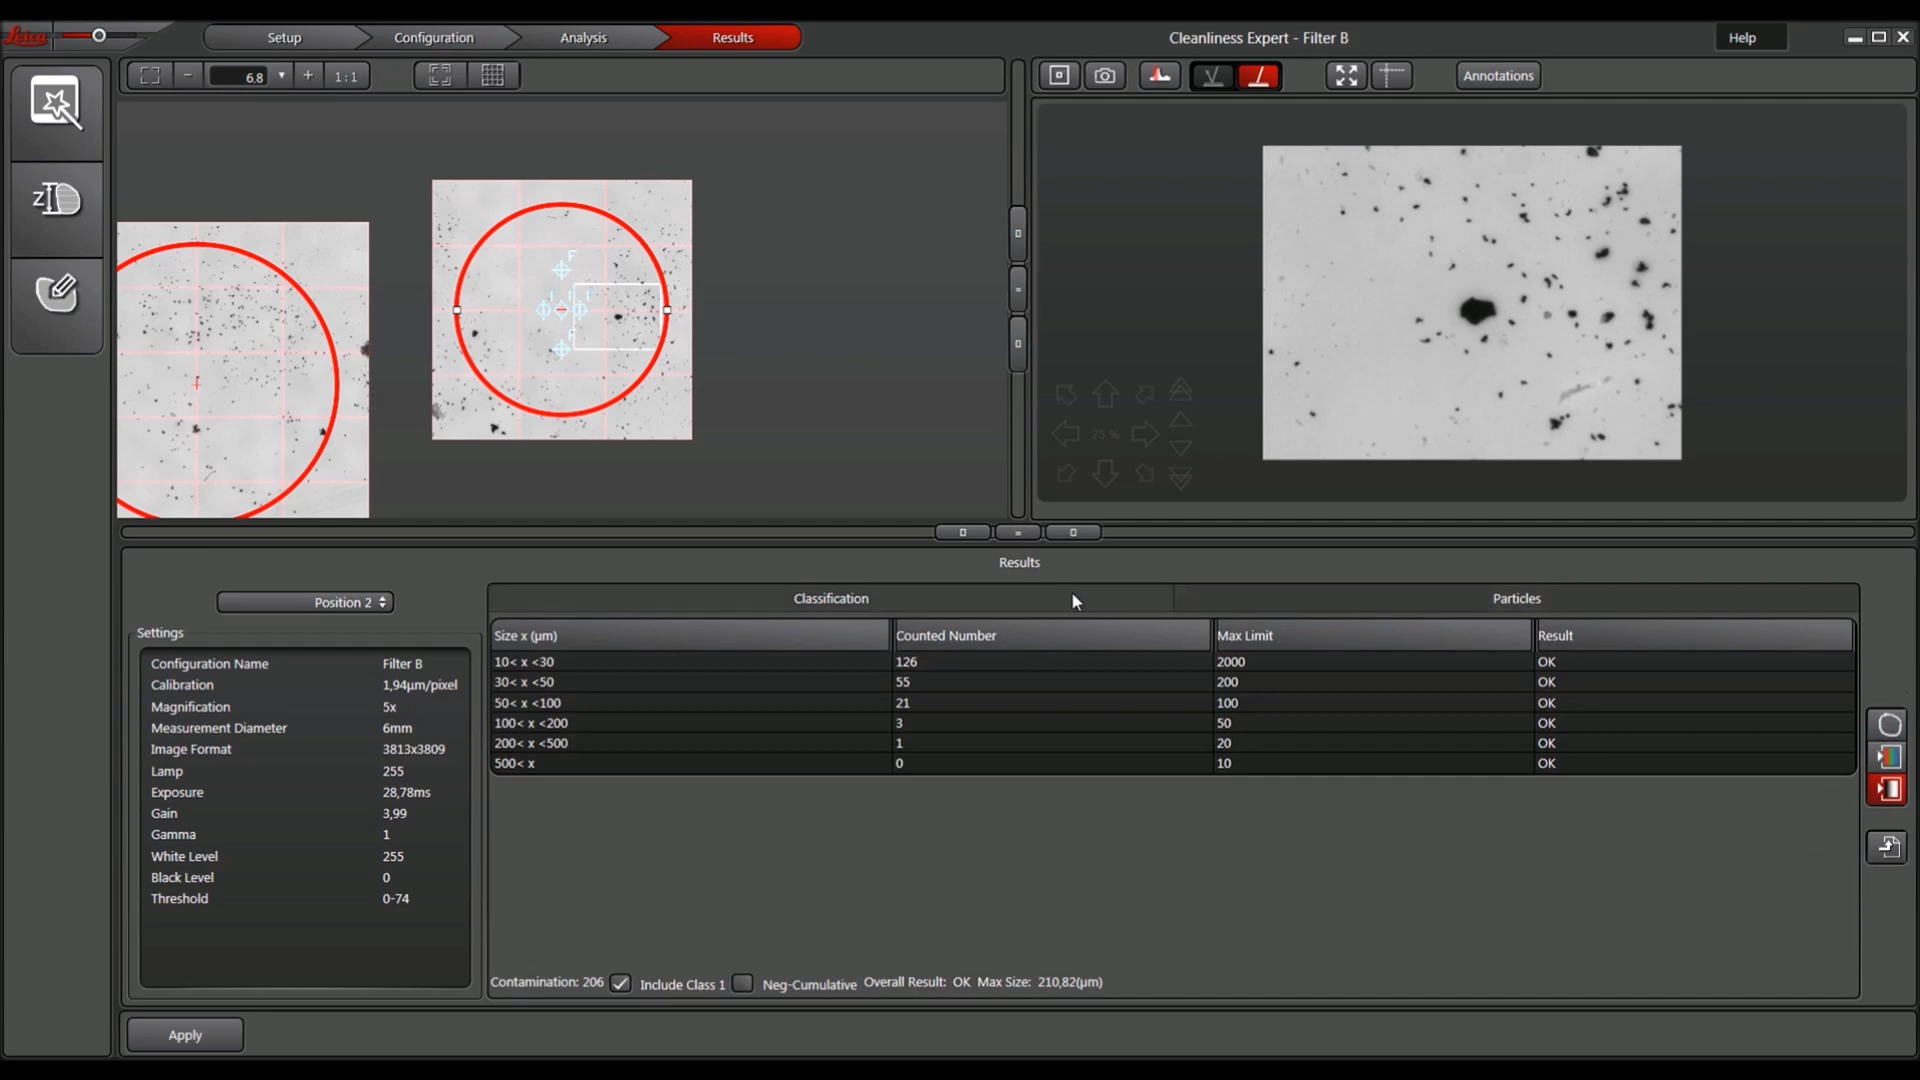 Leica
Setup
Configuration
Analysis
Results
Cleanliness Expert - Filter B
Help
6.8
1:1
Annotations
F
F
25 %
Results
Position 2
Settings
Configuration Name Filter B
Calibration 1,94µm/pixel
Magnification 5x
Measurement Diameter 6mm
Image Format 3813x3809
Lamp 255
Exposure 28,78ms
Gain 3,99
Gamma 1
White Level 255
Black Level 0
Threshold 0-74
Classification Particles
Size x (µm) Counted Number Max Limit Result
10< x <30 126 2000 OK
30< x <50 55 200 OK
50< x <100 21 100 OK
100< x <200 3 50 OK
200< x <500 1 20 OK
500< x 0 10 OK
Contamination: 206 Include Class 1 Neg-Cumulative Overall Result: OK Max Size: 210,82(µm)
Apply